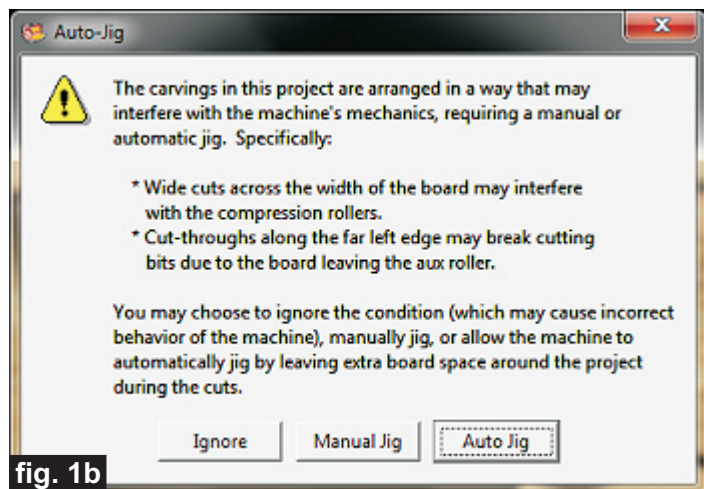 Auto-Jig
The carvings in this project are arranged in a way that may
interfere with the machine's mechanics, requiring a manual or
automatic jig.  Specifically:
* Wide cuts across the width of the board may interfere
with the compression rollers.
* Cut-throughs along the far left edge may break cutting
bits due to the board leaving the aux roller.
You may choose to ignore the condition (which may cause incorrect
behavior of the machine), manually jig, or allow the machine to
automatically jig by leaving extra board space around the project
during the cuts.
Ignore Manual Jig Auto Jig
fig. 1b